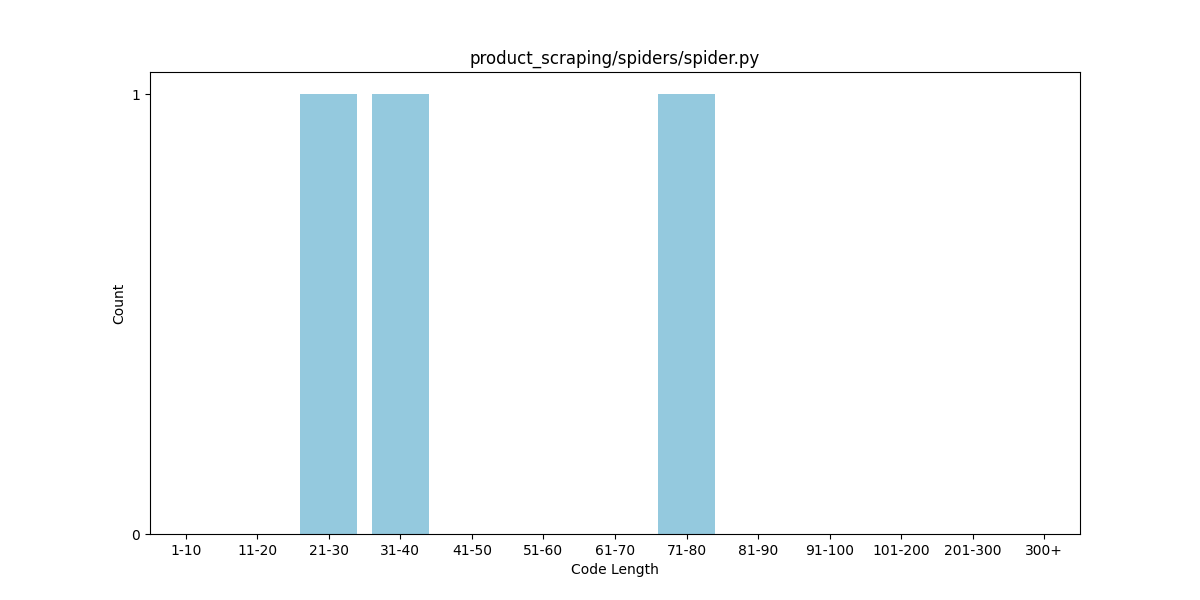 product_scraping/spiders/spider.py
1
Count
0
1-10 11-20 21-30 31-40 41-50 51-60 61-70 71-80 81-90 91-100 101-200 201-300 300+
Code Length